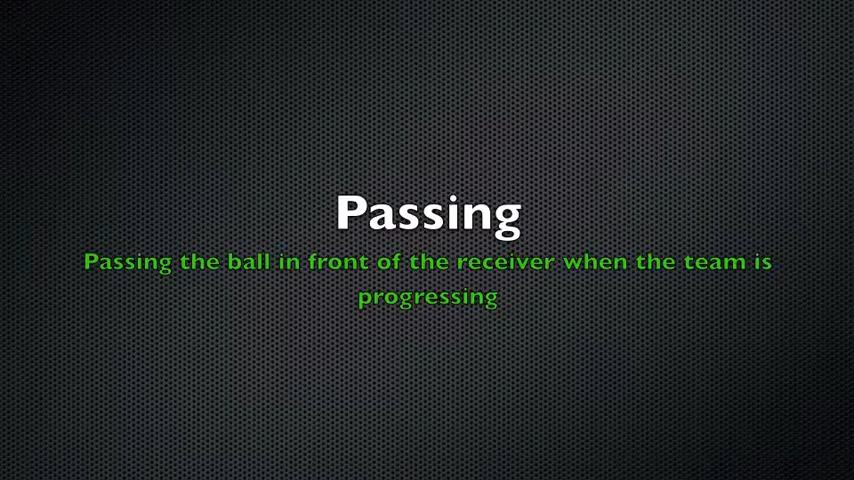 Passing
Passing the ball in front of the receiver when the team is
progressing